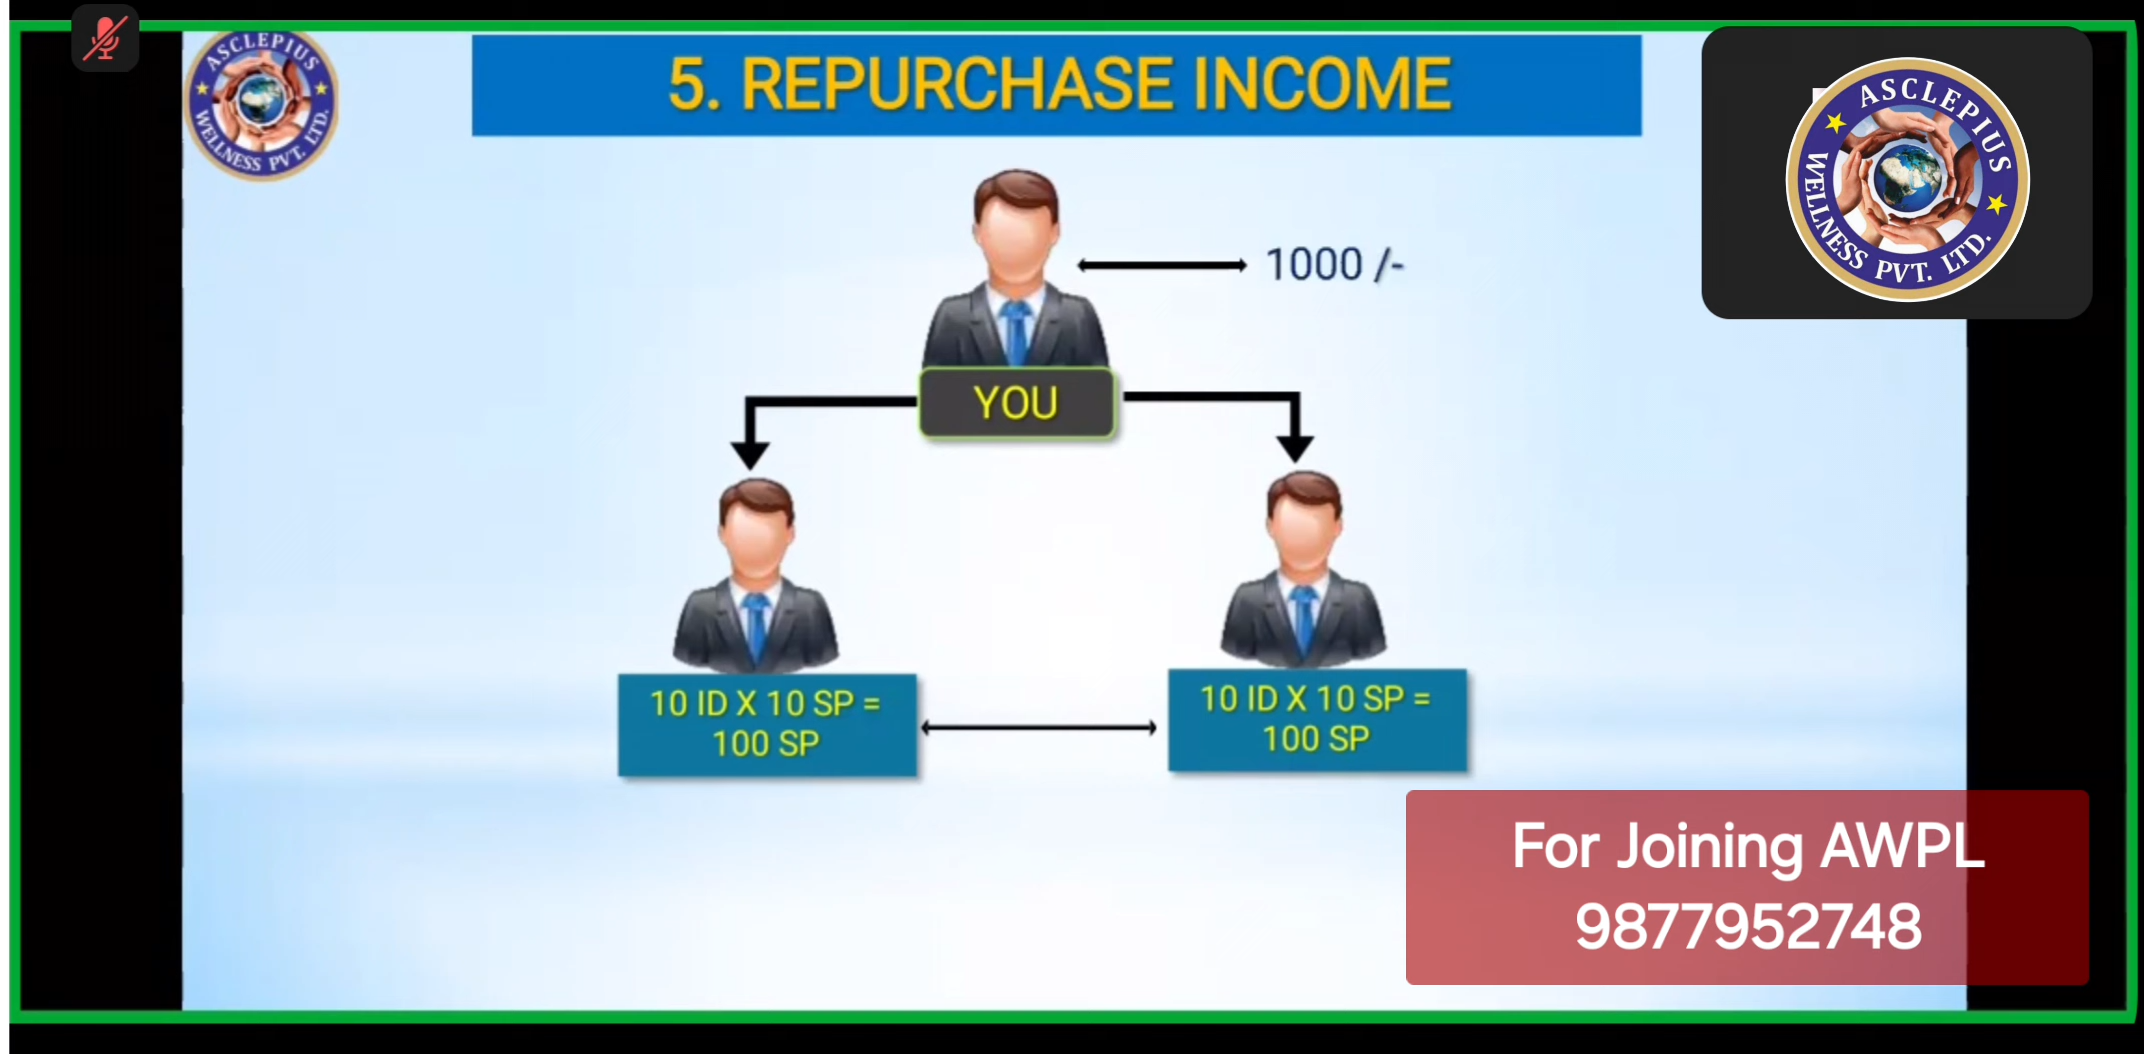 ASCLEPIUS
WELLNESS PVT. LTD.
5. REPURCHASE INCOME
ASCLEPIUS
WELLNESS PVT. LTD.
1000 /-
YOU
10 ID X 10 SP =
100 SP
10 ID X 10 SP =
100 SP
For Joining AWPL
9877952748